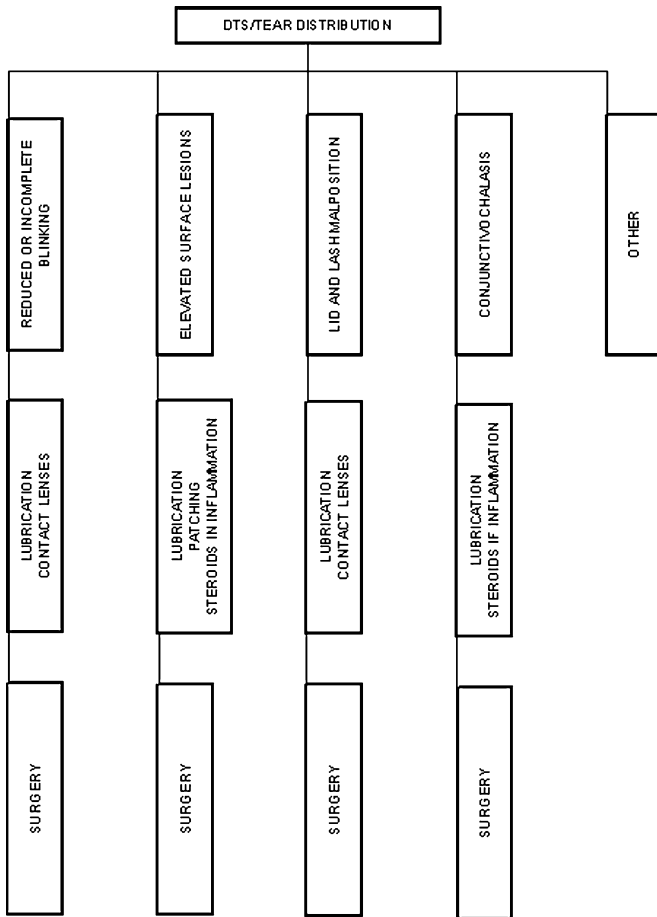 DTS/TEAR DISTRIBUTION
REDUCED OR INCOMPLETE
BLINKING
ELEVATED SURFACE LESIONS
LID AND LASH MALPOSITION
CONJUNCTIVOCHALASIS
OTHER
LUBRICATION
CONTACT LENSES
LUBRICATION
PATCHING
STEROIDS IN INFLAMMATION
LUBRICATION
CONTACT LENSES
LUBRICATION
STEROIDS IF INFLAMMATION
SURGERY
SURGERY
SURGERY
SURGERY